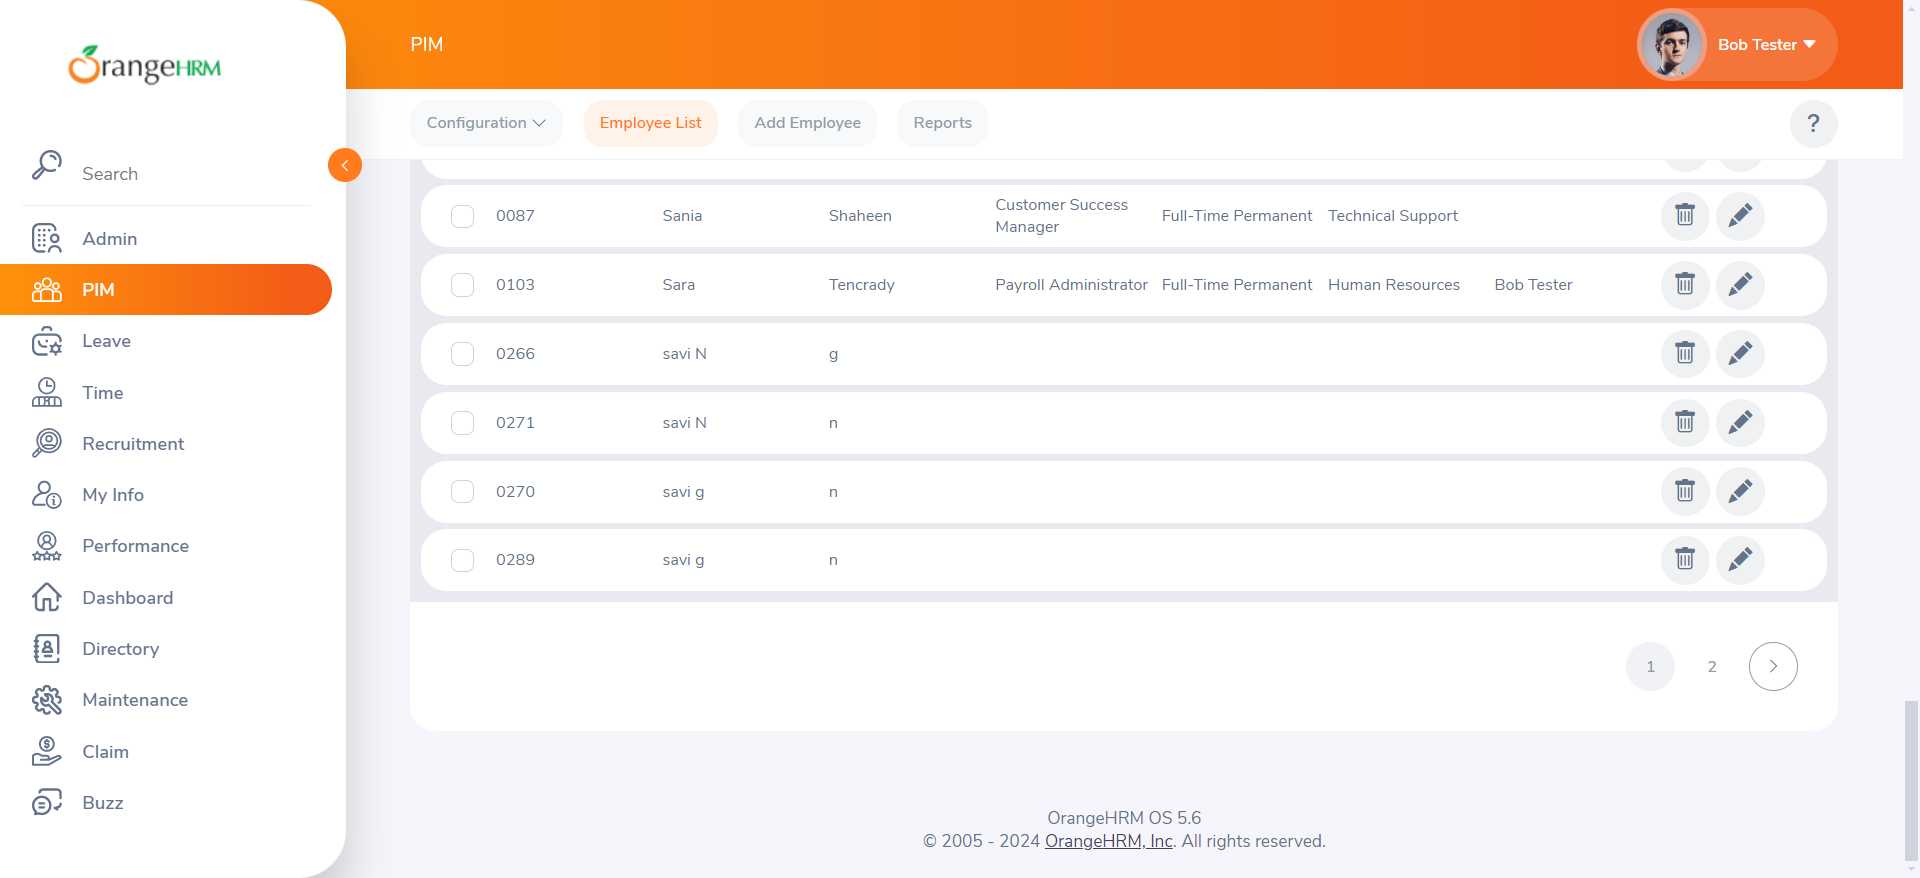 OrangeHRM
Search
Admin
PIM
Leave
Time
Recruitment
My Info
Performance
Dashboard
Directory
Maintenance
Claim
Buzz
PIM
Bob Tester
Configuration
Employee List
Add Employee
Reports
?
0087 Sania Shaheen Customer Success Manager Full-Time Permanent Technical Support
0103 Sara Tencrady Payroll Administrator Full-Time Permanent Human Resources Bob Tester
0266 savi N g
0271 savi N n
0270 savi g n
0289 savi g n
1 2
OrangeHRM OS 5.6
© 2005 - 2024 OrangeHRM, Inc. All rights reserved.